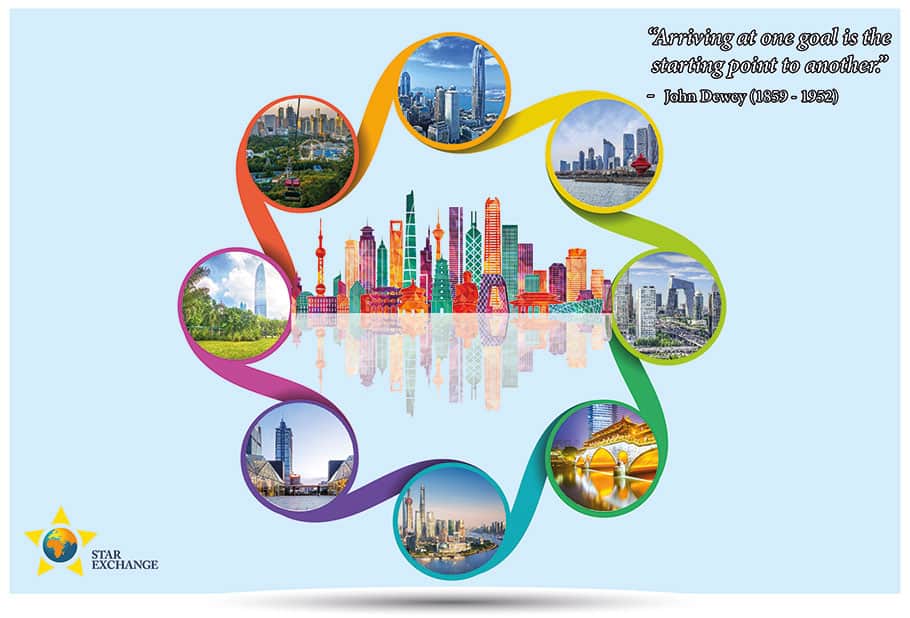 “Arriving at one goal is the
starting point to another.”
- John Dewey (1859 - 1952)
STAR
EXCHANGE